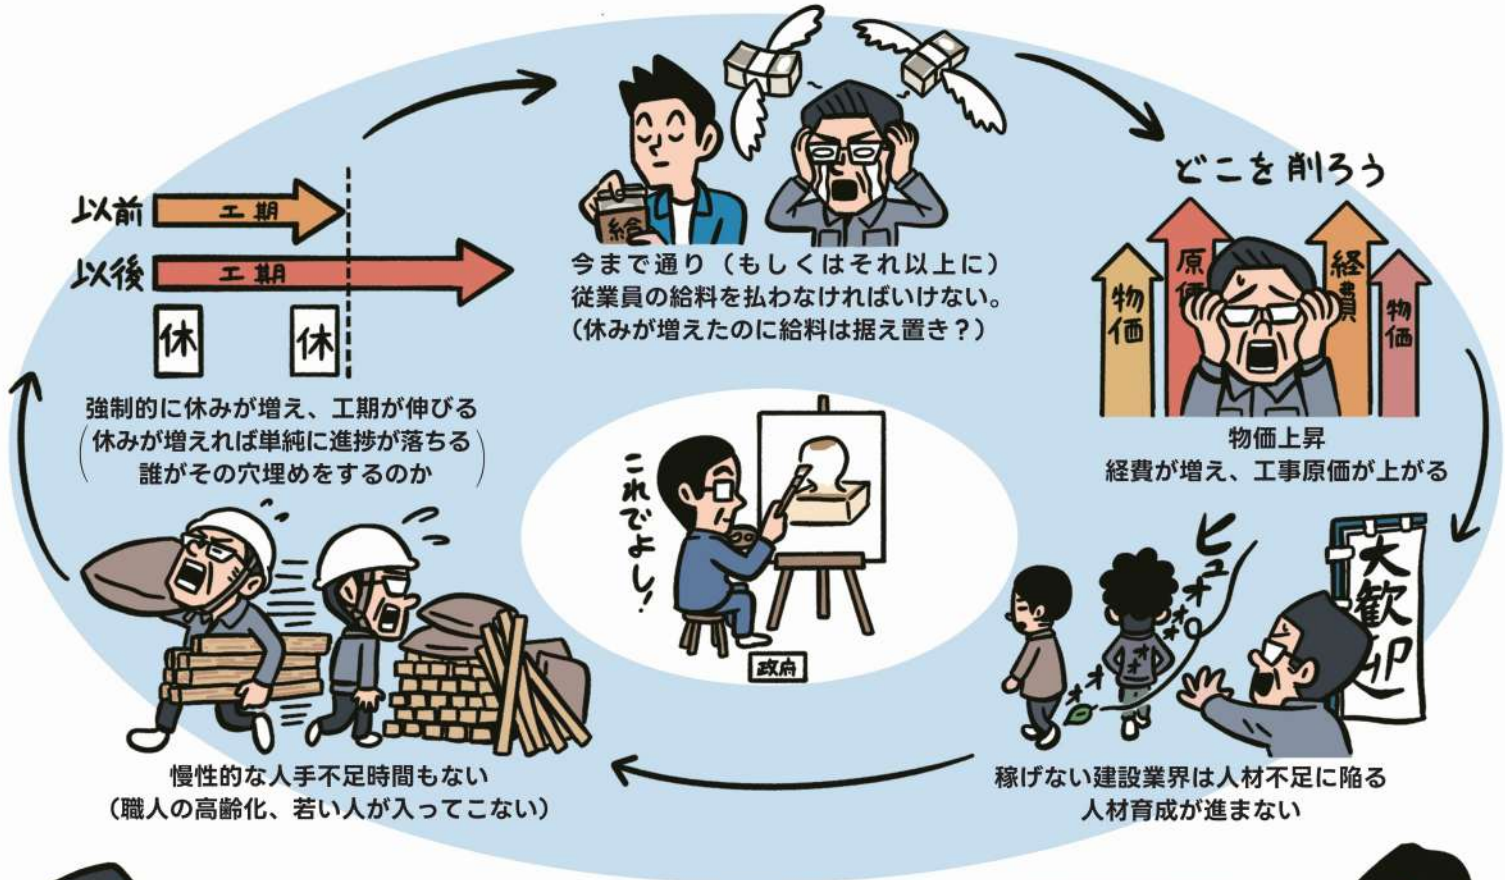 以前
工期
以後
工期
休
休
強制的に休みが増え、工期が伸びる
(休みが増えれば単純に進捗が落ちる
誰がその穴埋めをするのか)
給
今まで通り（もしくはそれ以上に）
従業員の給料を払わなければいけない。
（休みが増えたのに給料は据え置き？）
どこを削ろう
物価
原価
経費
物価
物価上昇
経費が増え、工事原価が上がる
ヒュオオオオオオ
大歓迎
稼げない建設業界は人材不足に陥る
人材育成が進まない
慢性的な人手不足時間もない
（職人の高齢化、若い人が入ってこない）
これでよし！
政府